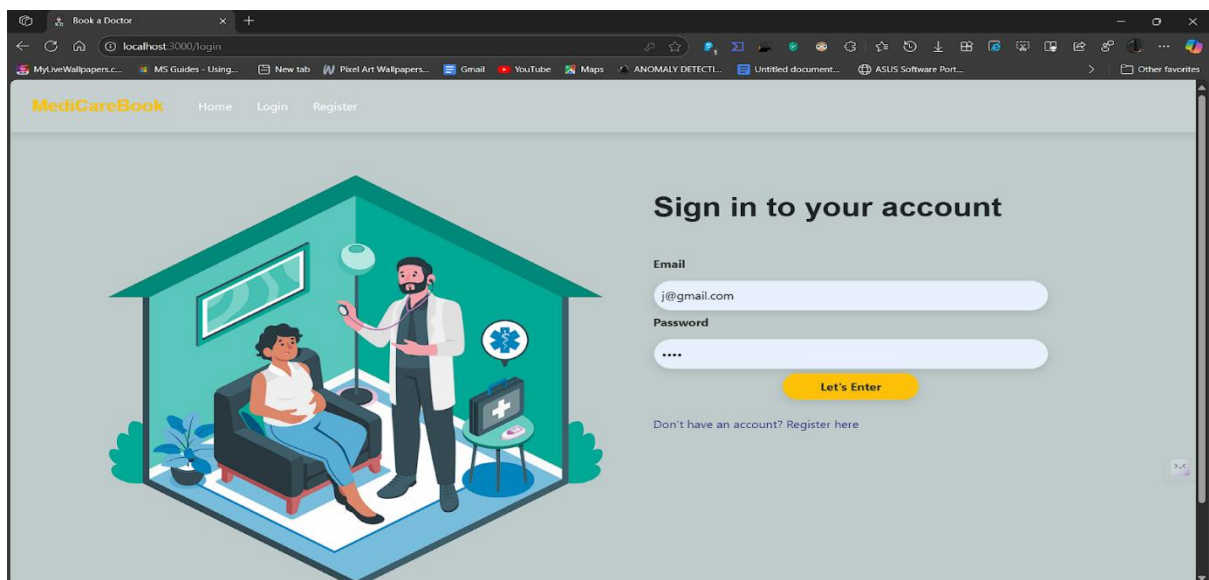 Book a Doctor
localhost:3000/login
MyLiveWallpapers.c... MS Guides - Using... New tab Pixel Art Wallpapers... Gmail YouTube Maps ANOMALY DETECTI... Untitled document... ASUS Software Port... Other favorites
MediCareBook Home Login Register
Sign in to your account
Email
j@gmail.com
Password
••••
Let's Enter
Don't have an account? Register here